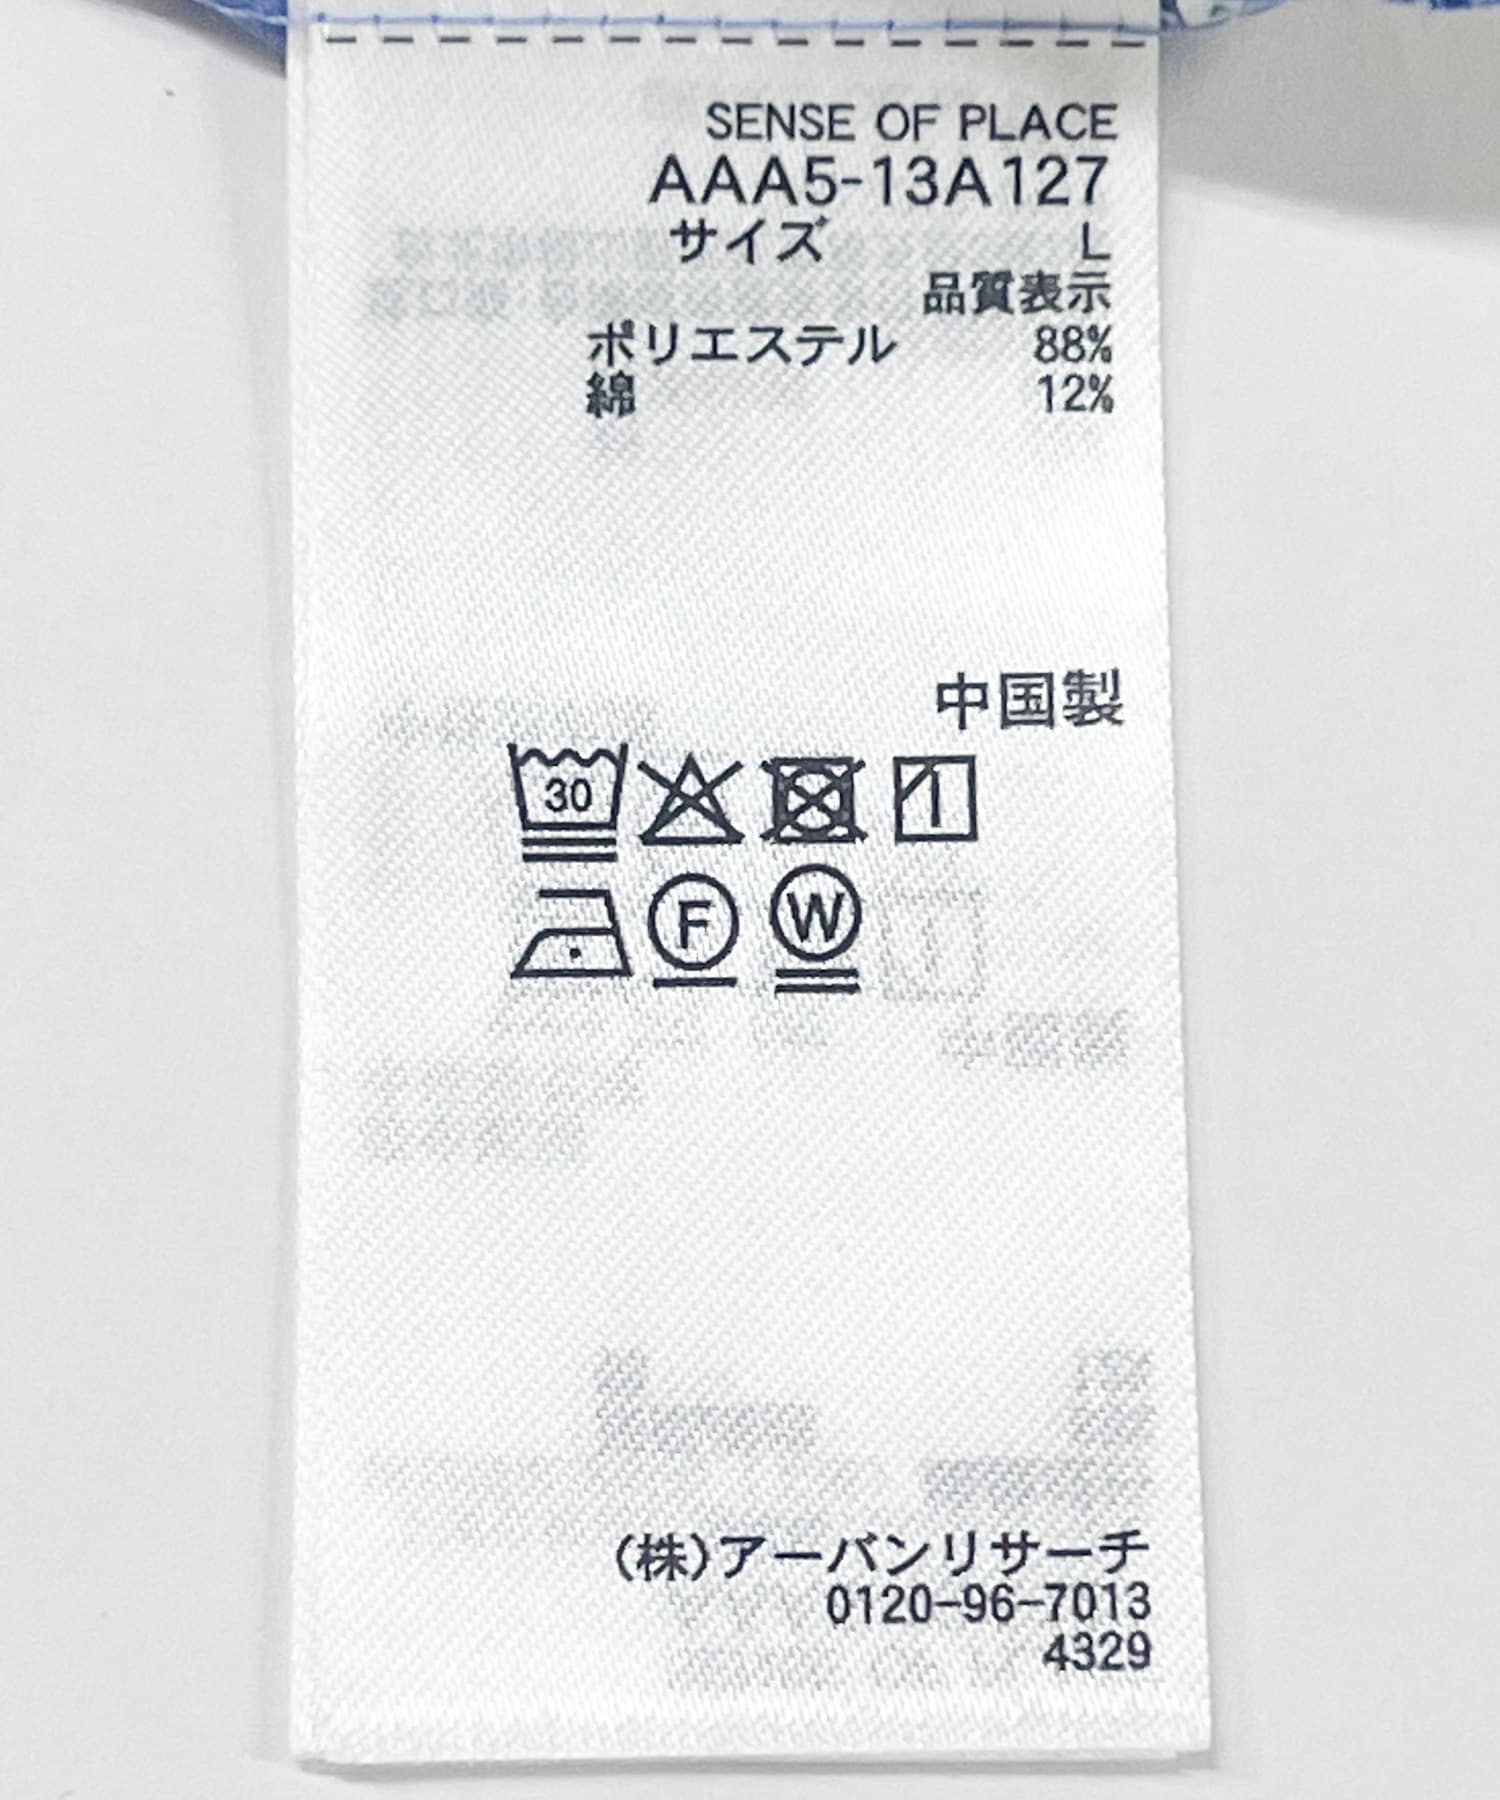 SENSE OF PLACE
AAA5-13A127
サイズ L
品質表示
ポリエステル 88%
綿 12%
中国製
30
F W
(株)アーバンリサーチ
0120-96-7013
4329